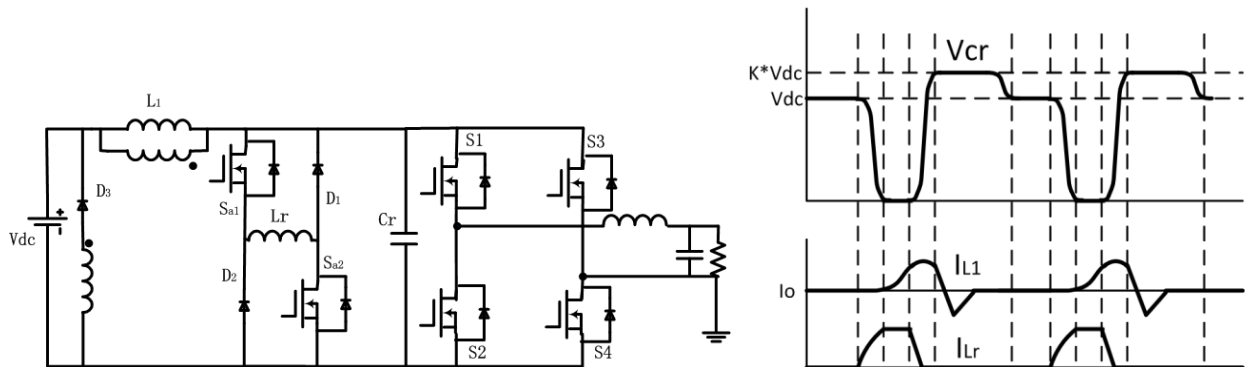 L1
D3
Vdc
+
-
Sa1
D1
Lr
D2
Sa2
Cr
S1
S3
S2
S4
Vcr
K*Vdc
Vdc
IL1
Io
ILr